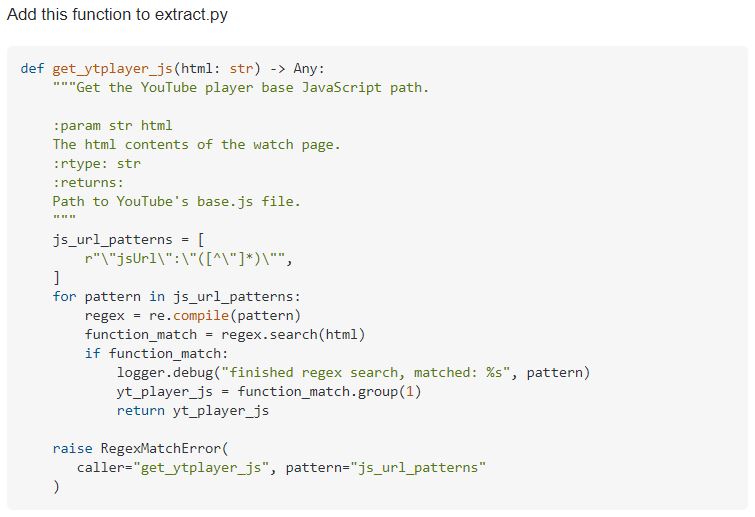 Add this function to extract.py
def get_ytplayer_js(html: str) -> Any:
    """Get the YouTube player base JavaScript path.

    :param str html
    The html contents of the watch page.
    :rtype: str
    :returns:
    Path to YouTube's base.js file.
    """
    js_url_patterns = [
        r"\"jsUrl\":\"([^\"]*)\"",
    ]
    for pattern in js_url_patterns:
        regex = re.compile(pattern)
        function_match = regex.search(html)
        if function_match:
            logger.debug("finished regex search, matched: %s", pattern)
            yt_player_js = function_match.group(1)
            return yt_player_js

    raise RegexMatchError(
       caller="get_ytplayer_js", pattern="js_url_patterns"
    )